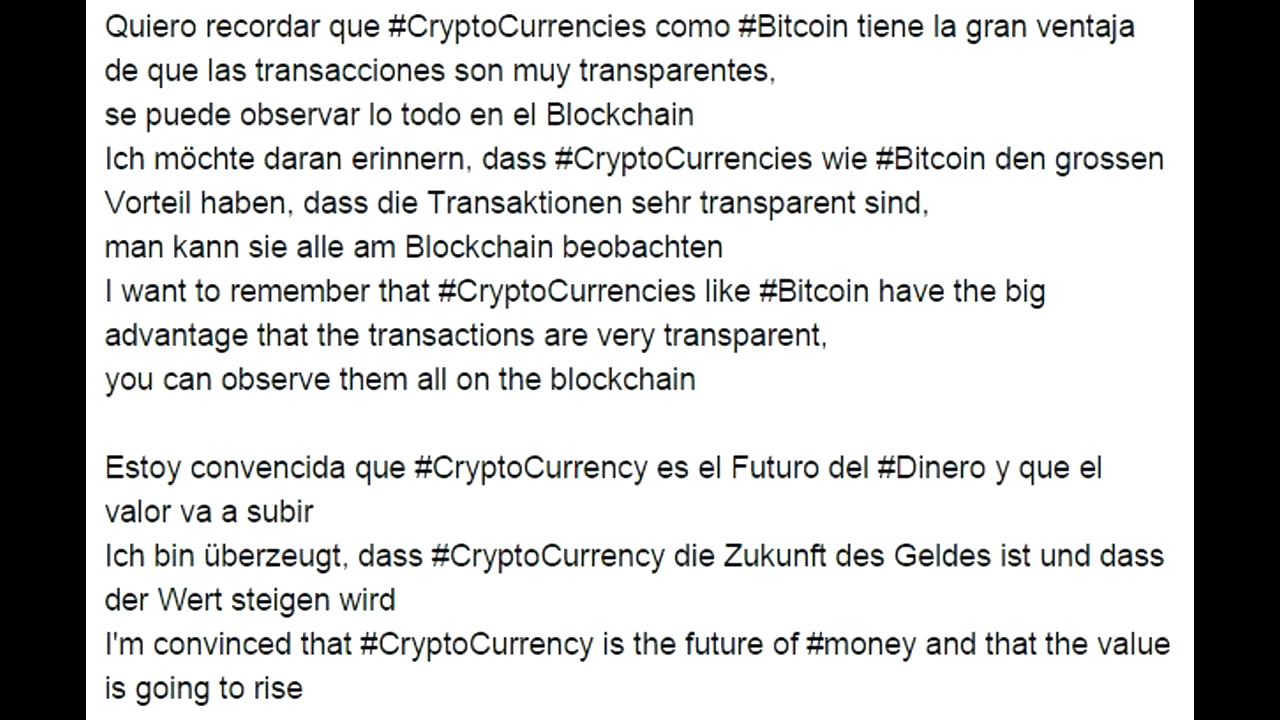 Quiero recordar que #CryptoCurrencies como #Bitcoin tiene la gran ventaja
de que las transacciones son muy transparentes,
se puede observar lo todo en el Blockchain
Ich möchte daran erinnern, dass #CryptoCurrencies wie #Bitcoin den grossen
Vorteil haben, dass die Transaktionen sehr transparent sind,
man kann sie alle am Blockchain beobachten
I want to remember that #CryptoCurrencies like #Bitcoin have the big
advantage that the transactions are very transparent,
you can observe them all on the blockchain

Estoy convencida que #CryptoCurrency es el Futuro del #Dinero y que el
valor va a subir
Ich bin überzeugt, dass #CryptoCurrency die Zukunft des Geldes ist und dass
der Wert steigen wird
I'm convinced that #CryptoCurrency is the future of #money and that the value
is going to rise